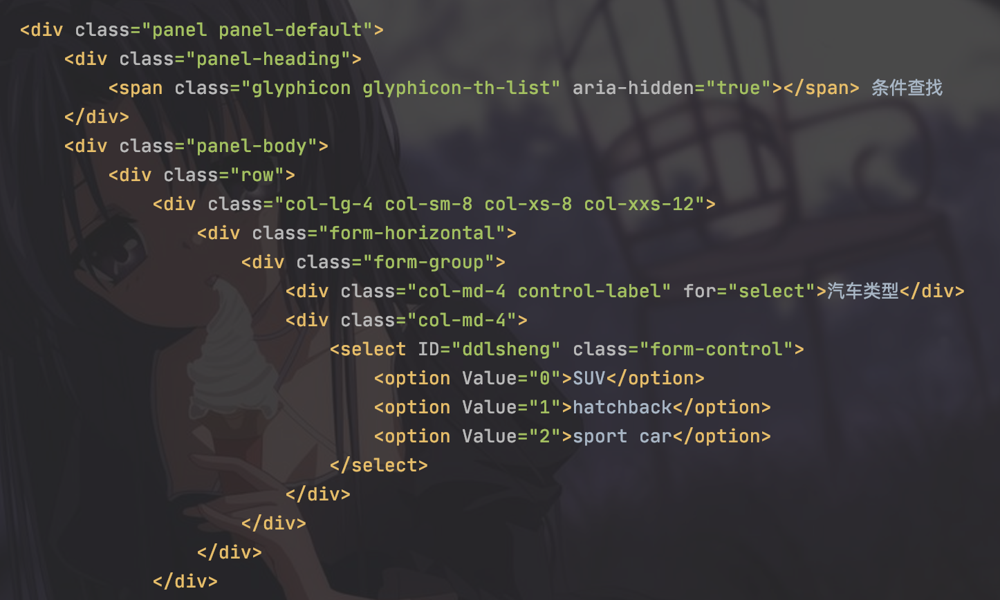 <div class="panel panel-default">
    <div class="panel-heading">
        <span class="glyphicon glyphicon-th-list" aria-hidden="true"></span> 条件查找
    </div>
    <div class="panel-body">
        <div class="row">
            <div class="col-lg-4 col-sm-8 col-xs-8 col-xxs-12">
                <div class="form-horizontal">
                    <div class="form-group">
                        <div class="col-md-4 control-label" for="select">汽车类型</div>
                        <div class="col-md-4">
                            <select ID="ddlsheng" class="form-control">
                                <option Value="0">SUV</option>
                                <option Value="1">hatchback</option>
                                <option Value="2">sport car</option>
                            </select>
                        </div>
                    </div>
                </div>
            </div>